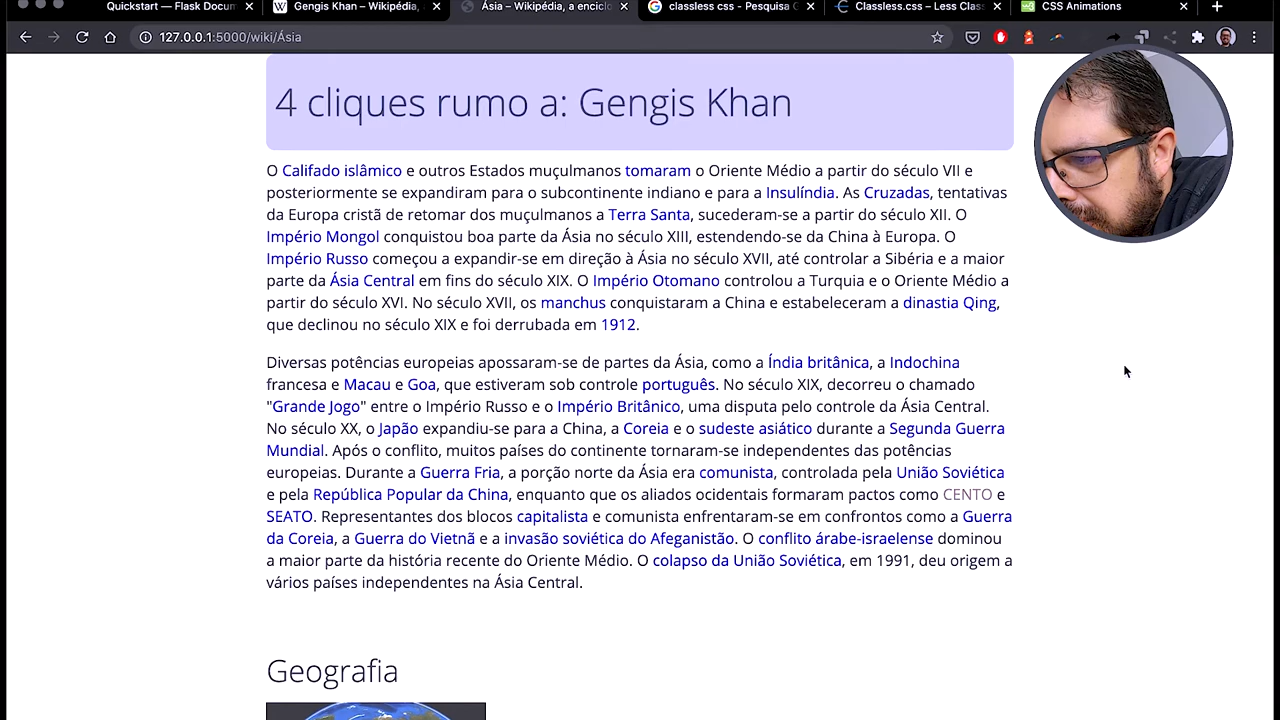 Quickstart — Flask Docum
Gengis Khan – Wikipédia,
Ásia – Wikipédia, a enciclo
classless css - Pesquisa G
Classless.css – Less Clas
CSS Animations
127.0.0.1:5000/wiki/Ásia
4 cliques rumo a: Gengis Khan
O Califado islâmico e outros Estados muçulmanos tomaram o Oriente Médio a partir do século VII e
posteriormente se expandiram para o subcontinente indiano e para a Insulíndia. As Cruzadas, tentativas
da Europa cristã de retomar dos muçulmanos a Terra Santa, sucederam-se a partir do século XII. O
Império Mongol conquistou boa parte da Ásia no século XIII, estendendo-se da China à Europa. O
Império Russo começou a expandir-se em direção à Ásia no século XVII, até controlar a Sibéria e a maior
parte da Ásia Central em fins do século XIX. O Império Otomano controlou a Turquia e o Oriente Médio a
partir do século XVI. No século XVII, os manchus conquistaram a China e estabeleceram a dinastia Qing,
que declinou no século XIX e foi derrubada em 1912.
Diversas potências europeias apossaram-se de partes da Ásia, como a Índia britânica, a Indochina
francesa e Macau e Goa, que estiveram sob controle português. No século XIX, decorreu o chamado
"Grande Jogo" entre o Império Russo e o Império Britânico, uma disputa pelo controle da Ásia Central.
No século XX, o Japão expandiu-se para a China, a Coreia e o sudeste asiático durante a Segunda Guerra
Mundial. Após o conflito, muitos países do continente tornaram-se independentes das potências
europeias. Durante a Guerra Fria, a porção norte da Ásia era comunista, controlada pela União Soviética
e pela República Popular da China, enquanto que os aliados ocidentais formaram pactos como CENTO e
SEATO. Representantes dos blocos capitalista e comunista enfrentaram-se em confrontos como a Guerra
da Coreia, a Guerra do Vietnã e a invasão soviética do Afeganistão. O conflito árabe-israelense dominou
a maior parte da história recente do Oriente Médio. O colapso da União Soviética, em 1991, deu origem a
vários países independentes na Ásia Central.
Geografia